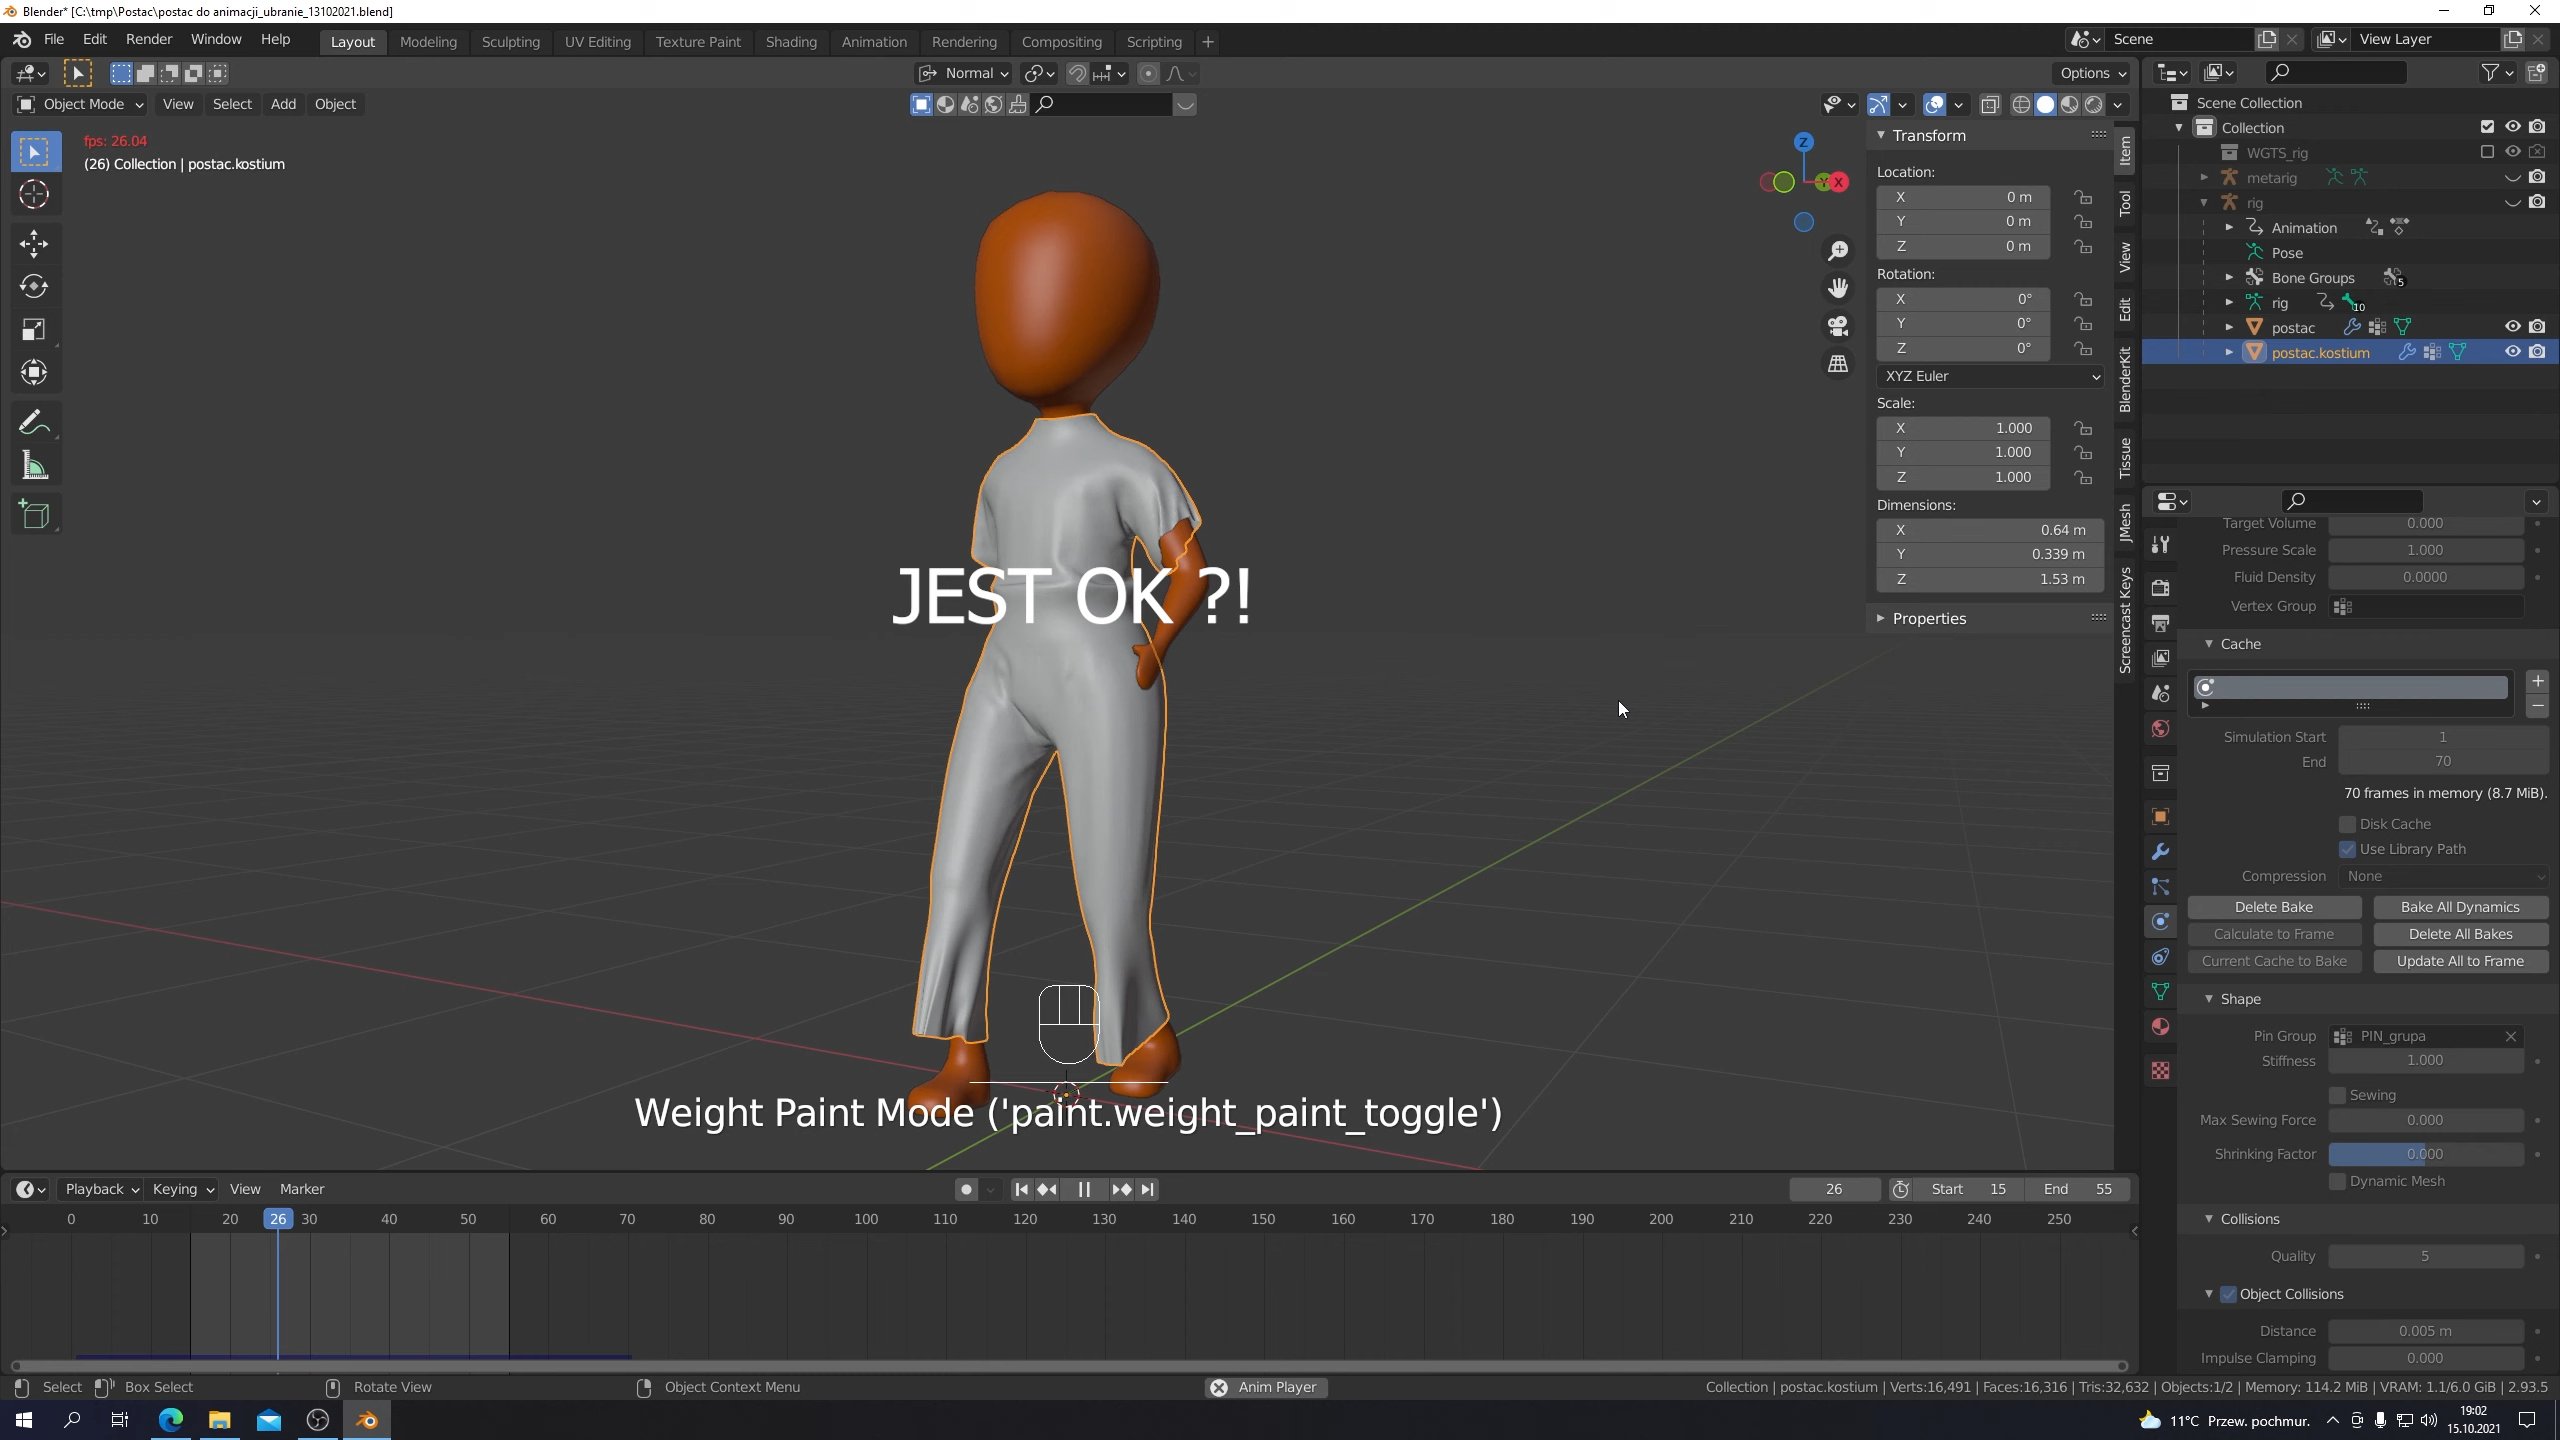 Blender* [C:\tmp\Postac\postac do animacji_ubranie_13102021.blend]
File Edit Render Window Help
Layout Modeling Sculpting UV Editing Texture Paint Shading Animation Rendering Compositing Scripting +
Scene
View Layer
Normal
Options
Object Mode View Select Add Object
fps: 26.04
(26) Collection | postac.kostium
Z
Y
X
Transform
Location:
X 0 m
Y 0 m
Z 0 m
Rotation:
X 0°
Y 0°
Z 0°
XYZ Euler
Scale:
X 1.000
Y 1.000
Z 1.000
Dimensions:
X 0.64 m
Y 0.339 m
Z 1.53 m
Properties
Item
Tool
View
Edit
BlenderKit
Tissue
JMesh
Screencast Keys
Scene Collection
Collection
WGTS_rig
metarig
rig
Animation
Pose
Bone Groups 5
rig 10
postac
postac.kostium
Target Volume 0.000
Pressure Scale 1.000
Fluid Density 0.0000
Vertex Group
Cache
Simulation Start 1
End 70
70 frames in memory (8.7 MiB).
Disk Cache
Use Library Path
Compression None
Delete Bake Bake All Dynamics
Calculate to Frame Delete All Bakes
Current Cache to Bake Update All to Frame
Shape
Pin Group PIN_grupa
Stiffness 1.000
Sewing
Max Sewing Force 0.000
Shrinking Factor 0.000
Dynamic Mesh
Collisions
Quality 5
Object Collisions
Distance 0.005 m
Impulse Clamping 0.000
JEST OK ?!
Weight Paint Mode ('paint.weight_paint_toggle')
Playback Keying View Marker
26 Start 15 End 55
0 10 20 26 30 40 50 60 70 80 90 100 110 120 130 140 150 160 170 180 190 200 210 220 230 240 250
Select Box Select Rotate View Object Context Menu Anim Player
Collection | postac.kostium | Verts:16,491 | Faces:16,316 | Tris:32,632 | Objects:1/2 | Memory: 114.2 MiB | VRAM: 1.1/6.0 GiB | 2.93.5
11°C Przew. pochmur.
19:02
15.10.2021